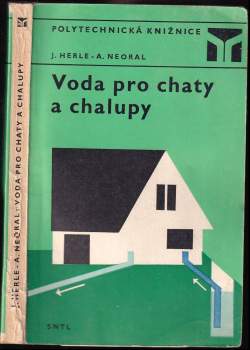 POLYTECHNICKÁ KNIŽNICE
J. HERLE - A. NEORAL
Voda pro chaty
a chalupy
SNTL
J. HERLE - A. NEORAL: VODA PRO CHATY A CHALUPY